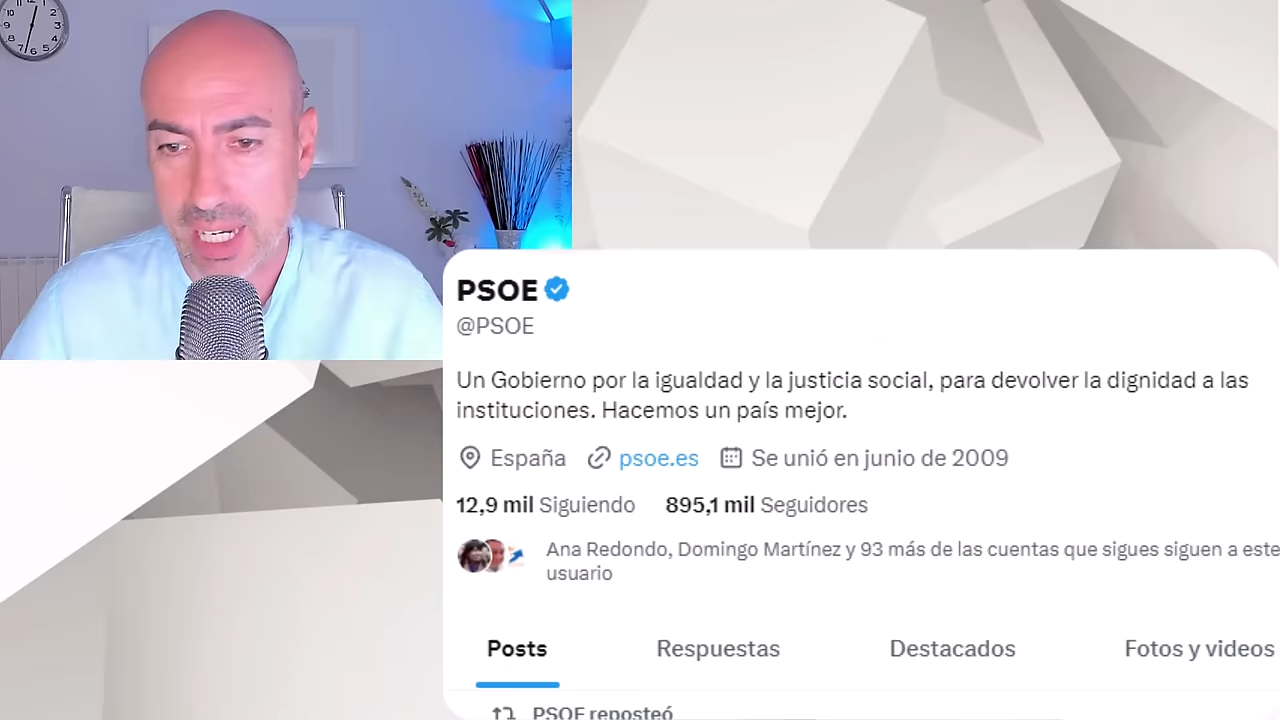 PSOE
@PSOE
Un Gobierno por la igualdad y la justicia social, para devolver la dignidad a las
instituciones. Hacemos un país mejor.
España psoe.es Se unió en junio de 2009
12,9 mil Siguiendo 895,1 mil Seguidores
Ana Redondo, Domingo Martínez y 93 más de las cuentas que sigues siguen a este
usuario
Posts Respuestas Destacados Fotos y videos
PSOE reposteó